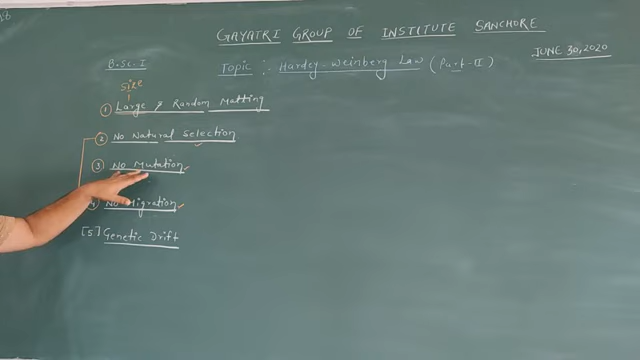 GAYATRI GROUP OF INSTITUTE SANCHORE
JUNE 30, 2020
B.Sc. I
Topic :- Hardey-Weinberg Law (Part-II)
Size
① Large & Random Matting
② No Natural Selection
③ No Mutation
④ No Migration
[5] Genetic Drift